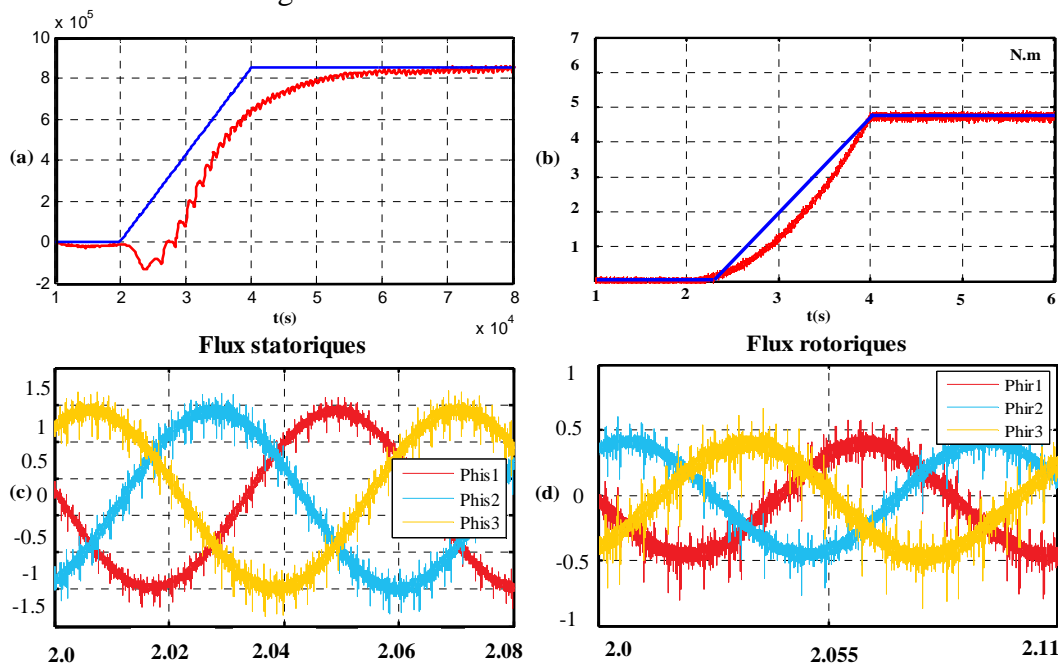 x 10^5
10
8
6
4
2
0
-2
(a)
1
2
3
4
5
6
7
8
t(s)
x 10^4
7
6
5
4
3
2
1
(b)
N.m
1
2
3
4
5
6
t(s)
Flux statoriques
1.5
1
0.5
0
-0.5
-1
-1.5
(c)
Phis1
Phis2
Phis3
2.0
2.02
2.04
2.06
2.08
Flux rotoriques
1
0.5
0
-0.5
-1
(d)
Phir1
Phir2
Phir3
2.0
2.055
2.11